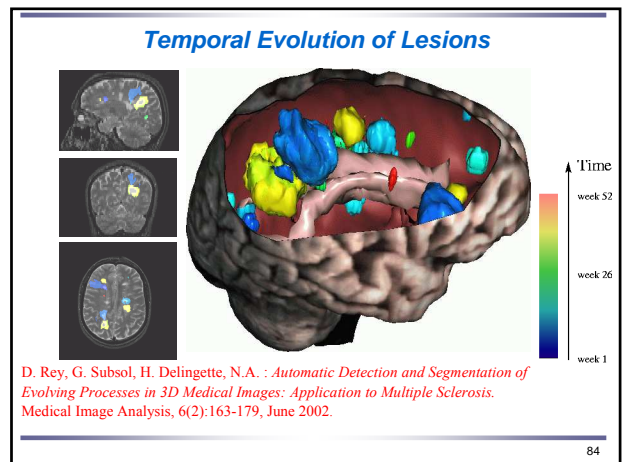 Temporal Evolution of Lesions
Time
week 52
week 26
week 1
D. Rey, G. Subsol, H. Delingette, N.A. : Automatic Detection and Segmentation of
Evolving Processes in 3D Medical Images: Application to Multiple Sclerosis.
Medical Image Analysis, 6(2):163-179, June 2002.
84